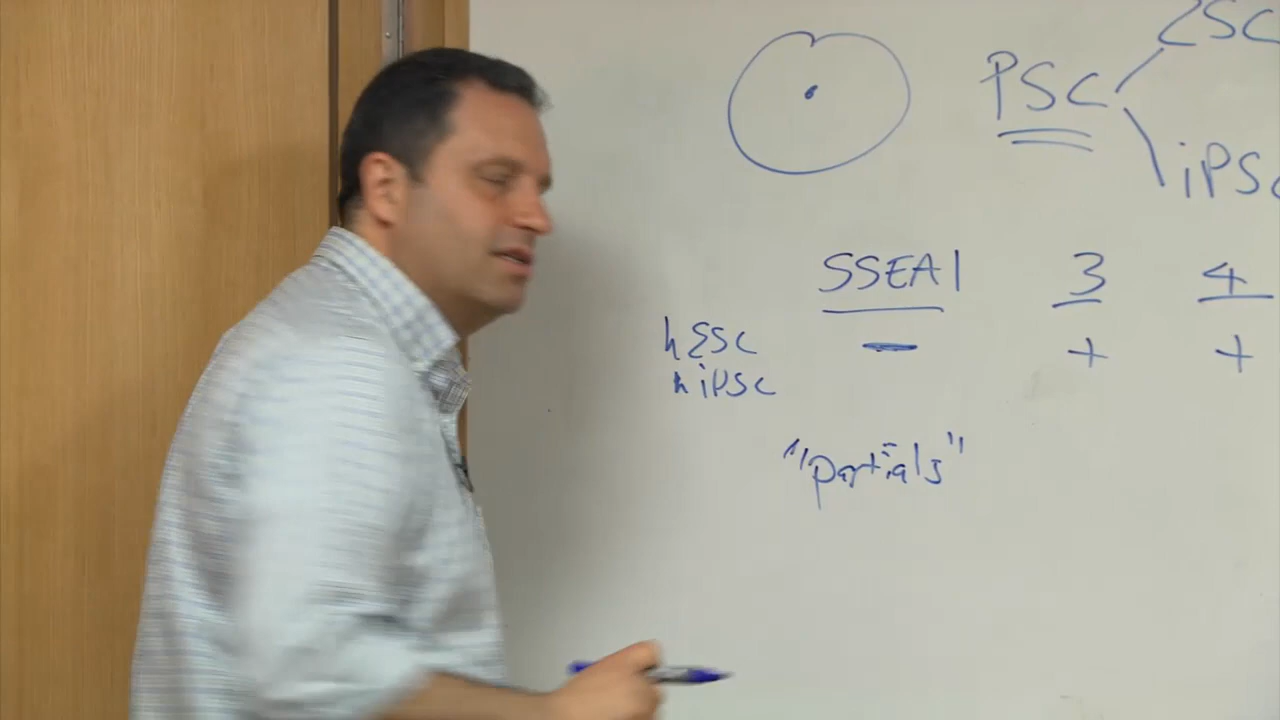 ESC
PSC
iPSC
SSEA1 3 4
hESC - + +
hiPSC
"partials"